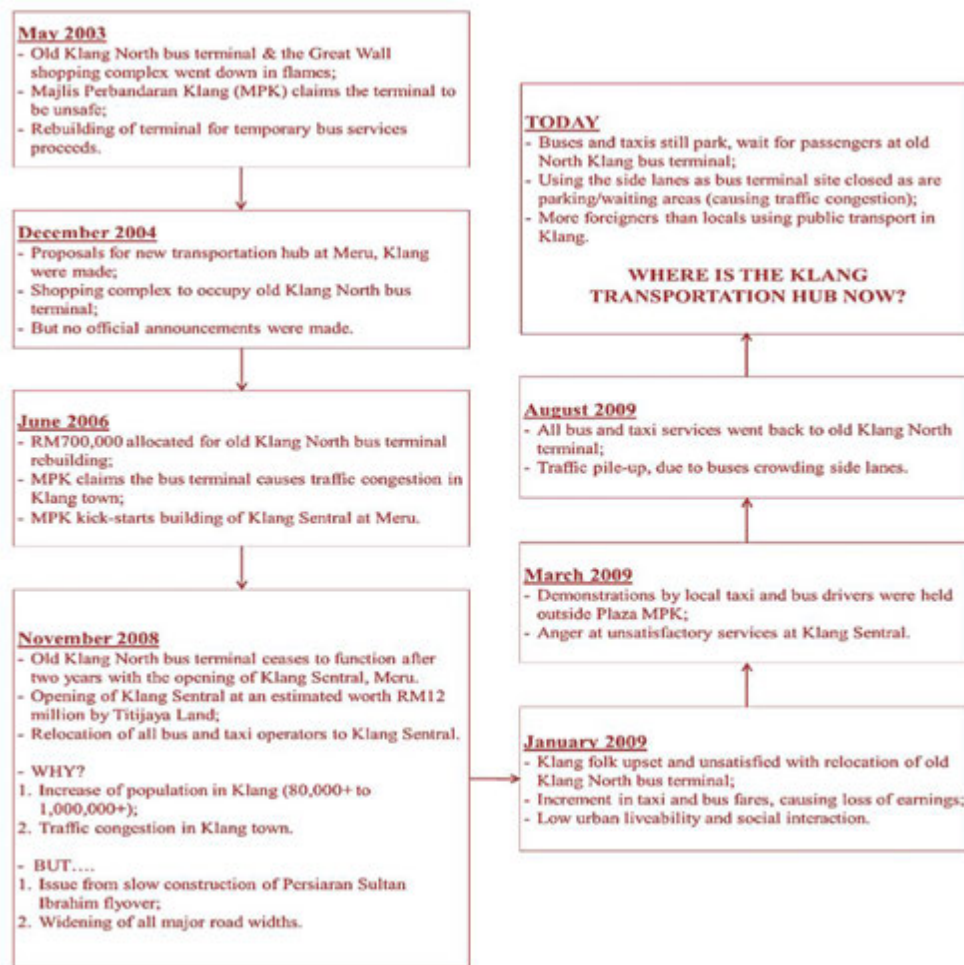 May 2003
- Old Klang North bus terminal & the Great Wall
shopping complex went down in flames;
- Majlis Perbandaran Klang (MPK) claims the terminal to
be unsafe;
- Rebuilding of terminal for temporary bus services
proceeds.
December 2004
- Proposals for new transportation hub at Meru, Klang
were made;
- Shopping complex to occupy old Klang North bus
terminal;
- But no official announcements were made.
June 2006
- RM700,000 allocated for old Klang North bus terminal
rebuilding;
- MPK claims the bus terminal causes traffic congestion in
Klang town;
- MPK kick-starts building of Klang Sentral at Meru.
November 2008
- Old Klang North bus terminal ceases to function after
two years with the opening of Klang Sentral, Meru.
- Opening of Klang Sentral at an estimated worth RM12
million by Titijaya Land;
- Relocation of all bus and taxi operators to Klang Sentral.
- WHY?
1. Increase of population in Klang (80,000+ to
1,000,000+);
2. Traffic congestion in Klang town.
- BUT....
1. Issue from slow construction of Persiaran Sultan
Ibrahim flyover;
2. Widening of all major road widths.
January 2009
- Klang folk upset and unsatisfied with relocation of old
Klang North bus terminal;
- Increment in taxi and bus fares, causing loss of earnings;
- Low urban liveability and social interaction.
March 2009
- Demonstrations by local taxi and bus drivers were held
outside Plaza MPK;
- Anger at unsatisfactory services at Klang Sentral.
August 2009
- All bus and taxi services went back to old Klang North
terminal;
- Traffic pile-up, due to buses crowding side lanes.
TODAY
- Buses and taxis still park, wait for passengers at old
North Klang bus terminal;
- Using the side lanes as bus terminal site closed as are
parking/waiting areas (causing traffic congestion);
- More foreigners than locals using public transport in
Klang.
WHERE IS THE KLANG
TRANSPORTATION HUB NOW?